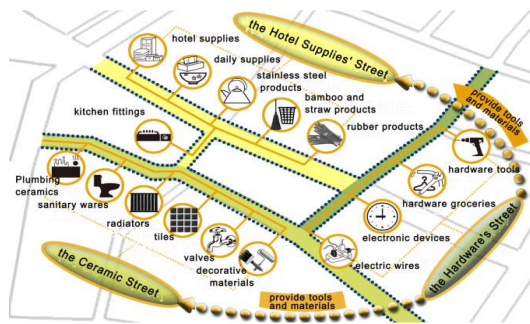 the Hotel Supplies' Street
hotel supplies
daily supplies
stainless steel
products
bamboo and
straw products
kitchen fittings
rubber products
provide tools
and materials
hardware tools
Plumbing
ceramics
sanitary wares
radiators
tiles
valves
decorative
materials
hardware groceries
electronic devices
electric wires
the Hardware's Street
the Ceramic Street
provide tools
and materials